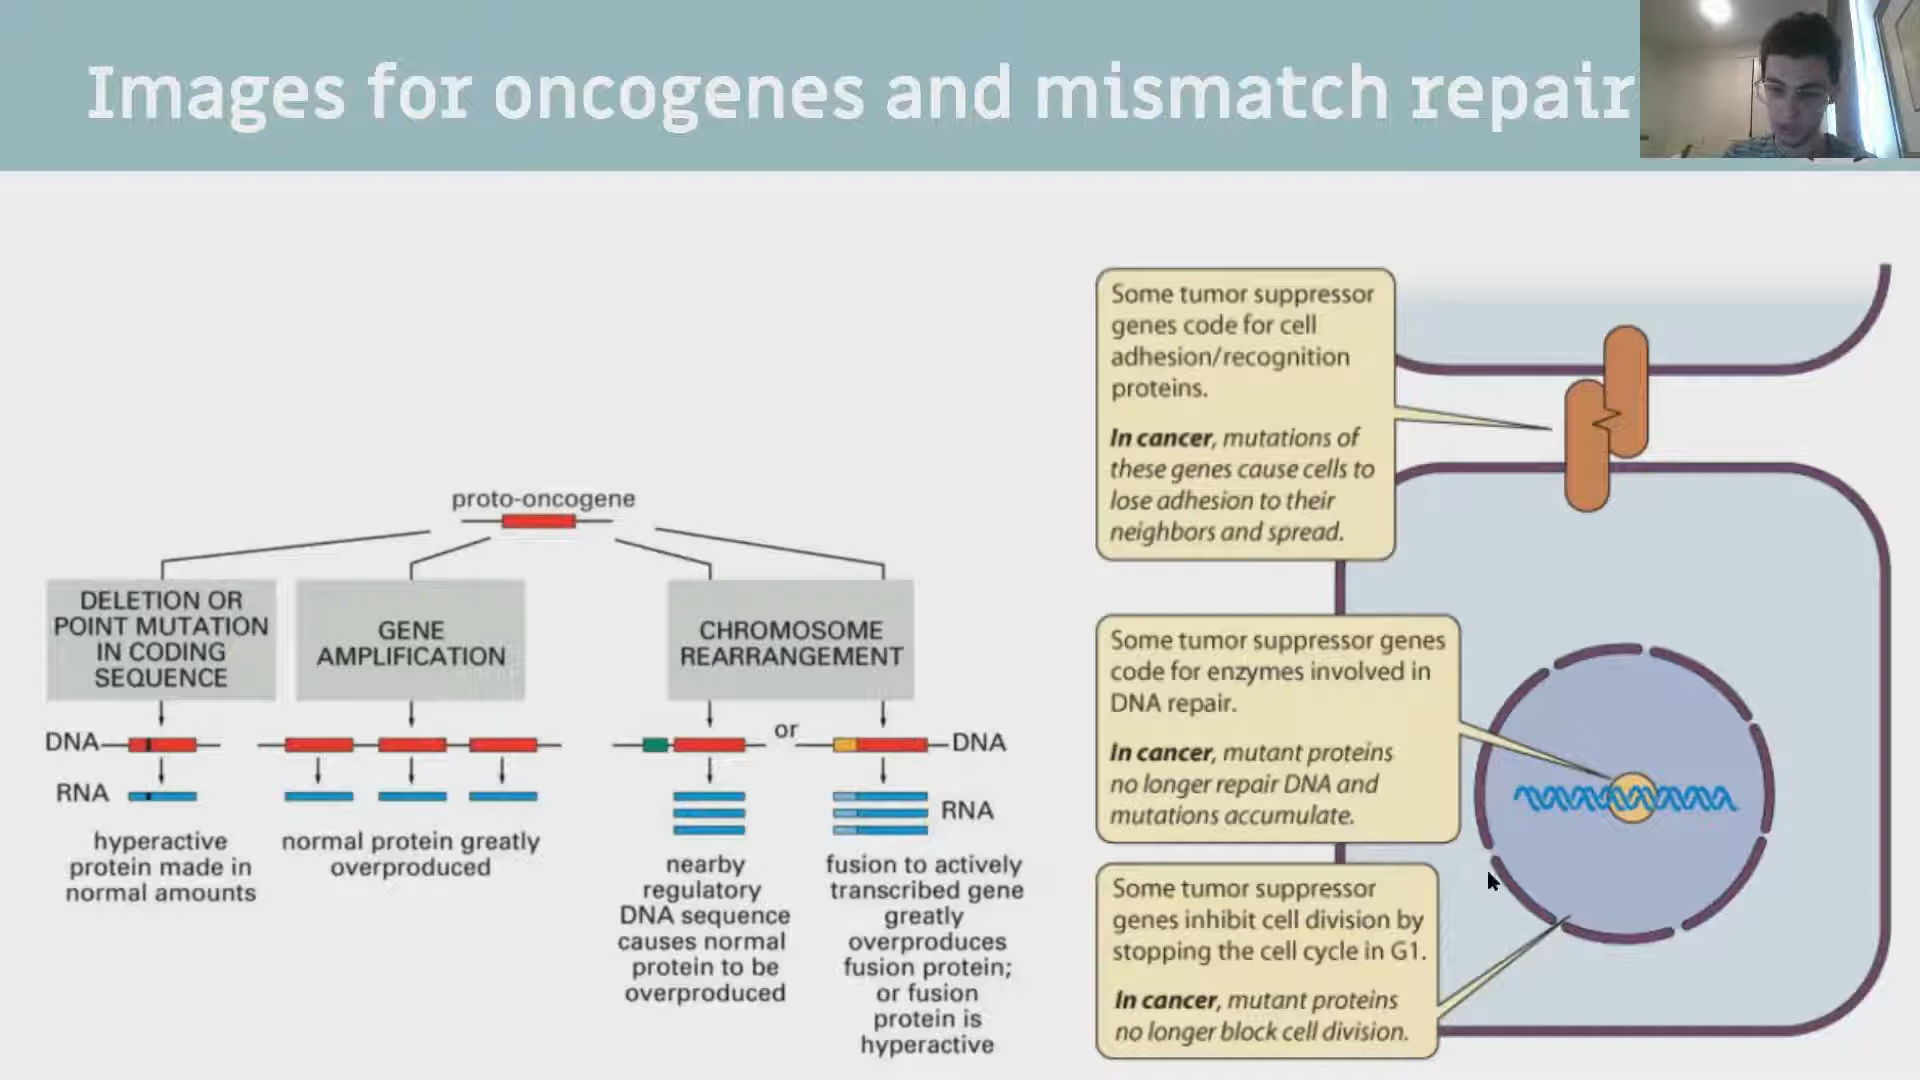 Images for oncogenes and mismatch repair
proto-oncogene
DELETION OR
POINT MUTATION
IN CODING
SEQUENCE
GENE
AMPLIFICATION
CHROMOSOME
REARRANGEMENT
DNA
or
DNA
RNA
RNA
hyperactive
protein made in
normal amounts
normal protein greatly
overproduced
nearby
regulatory
DNA sequence
causes normal
protein to be
overproduced
fusion to actively
transcribed gene
greatly
overproduces
fusion protein;
or fusion
protein is
hyperactive
Some tumor suppressor
genes code for cell
adhesion/recognition
proteins.
In cancer, mutations of
these genes cause cells to
lose adhesion to their
neighbors and spread.
Some tumor suppressor genes
code for enzymes involved in
DNA repair.
In cancer, mutant proteins
no longer repair DNA and
mutations accumulate.
Some tumor suppressor
genes inhibit cell division by
stopping the cell cycle in G1.
In cancer, mutant proteins
no longer block cell division.